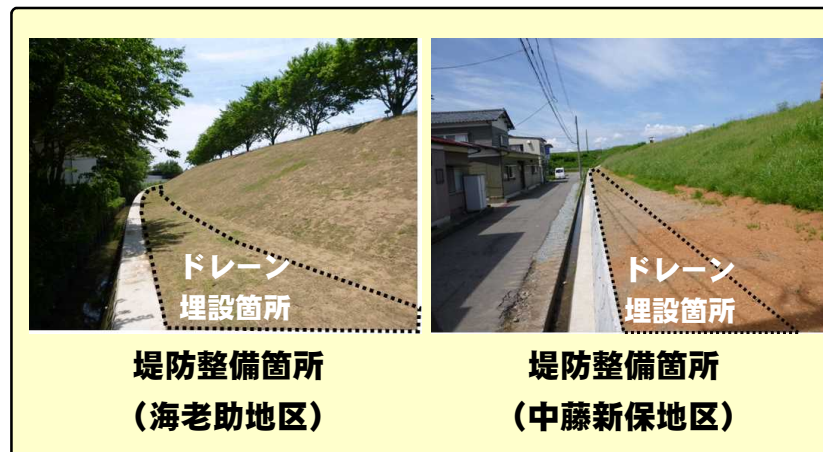 ドレーン
埋設箇所
堤防整備箇所
(海老助地区)
ドレーン
埋設箇所
堤防整備箇所
(中藤新保地区)